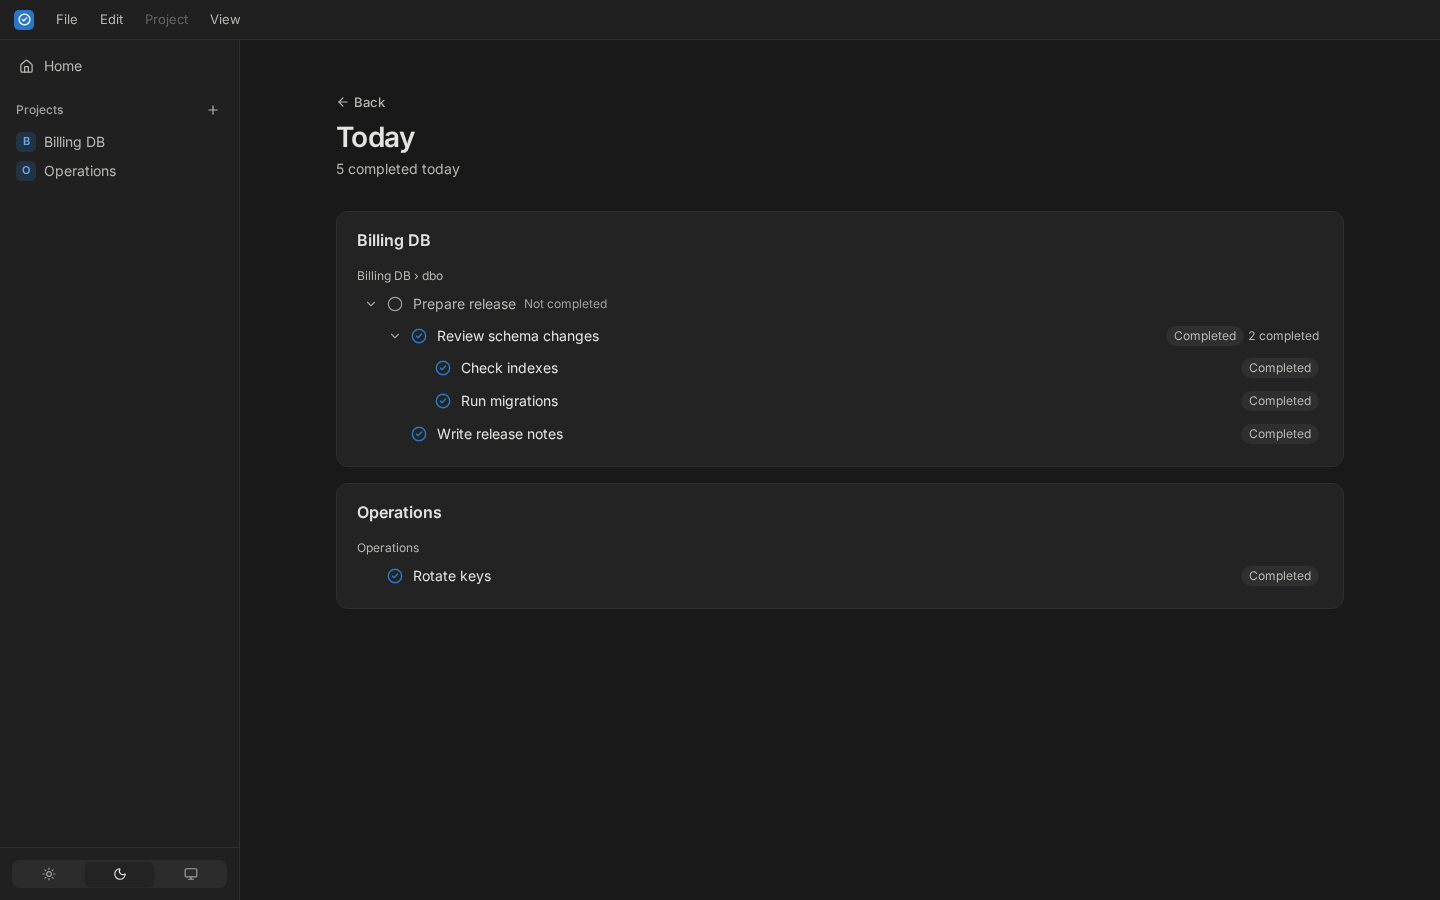 File Edit Project View
Home
Projects
B Billing DB
O Operations
Back
Today
5 completed today
Billing DB
Billing DB › dbo
Prepare release Not completed
Review schema changes Completed 2 completed
Check indexes Completed
Run migrations Completed
Write release notes Completed
Operations
Operations
Rotate keys Completed